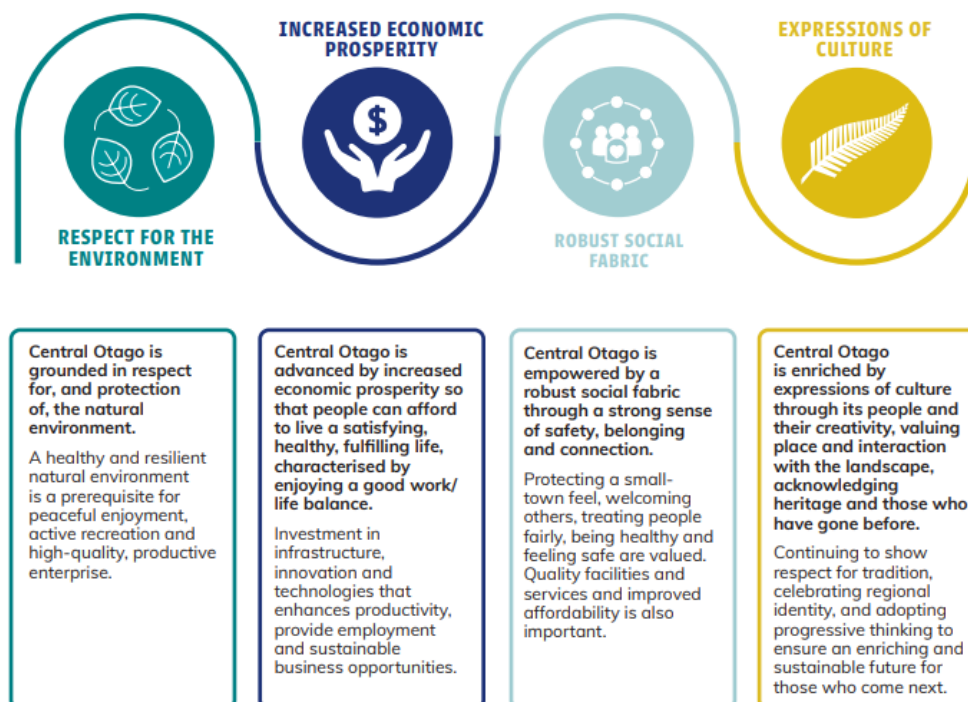 INCREASED ECONOMIC
PROSPERITY
EXPRESSIONS OF
CULTURE
$
RESPECT FOR THE
ENVIRONMENT
ROBUST SOCIAL
FABRIC
Central Otago is
grounded in respect
for, and protection
of, the natural
environment.
A healthy and resilient
natural environment
is a prerequisite for
peaceful enjoyment,
active recreation and
high-quality, productive
enterprise.
Central Otago is
advanced by increased
economic prosperity so
that people can afford
to live a satisfying,
healthy, fulfilling life,
characterised by
enjoying a good work/
life balance.
Investment in
infrastructure,
innovation and
technologies that
enhances productivity,
provide employment
and sustainable
business opportunities.
Central Otago is
empowered by a
robust social fabric
through a strong sense
of safety, belonging
and connection.
Protecting a small-
town feel, welcoming
others, treating people
fairly, being healthy and
feeling safe are valued.
Quality facilities and
services and improved
affordability is also
important.
Central Otago
is enriched by
expressions of culture
through its people and
their creativity, valuing
place and interaction
with the landscape,
acknowledging
heritage and those who
have gone before.
Continuing to show
respect for tradition,
celebrating regional
identity, and adopting
progressive thinking to
ensure an enriching and
sustainable future for
those who come next.